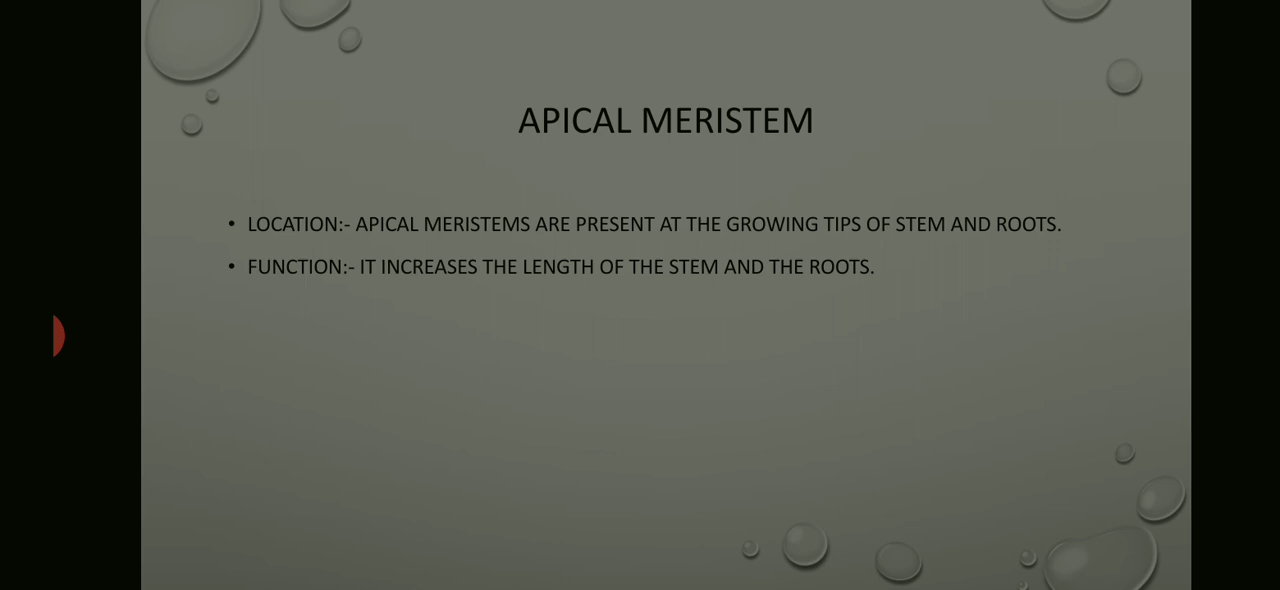 APICAL MERISTEM
• LOCATION:- APICAL MERISTEMS ARE PRESENT AT THE GROWING TIPS OF STEM AND ROOTS.
• FUNCTION:- IT INCREASES THE LENGTH OF THE STEM AND THE ROOTS.